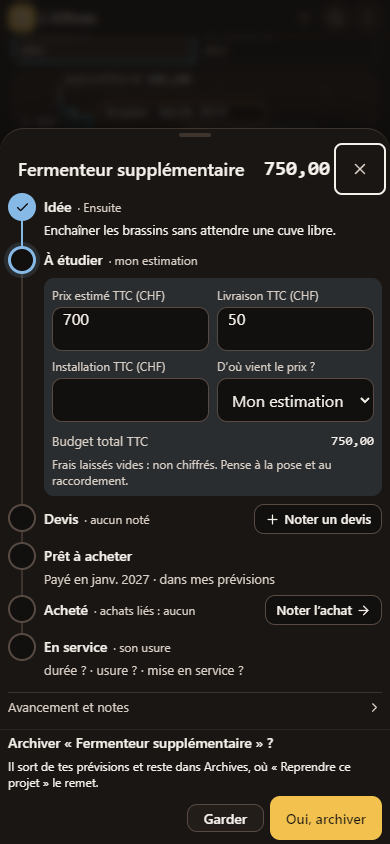 Fermenteur supplémentaire 750,00
Idée · Ensuite
Enchaîner les brassins sans attendre une cuve libre.
À étudier · mon estimation
Prix estimé TTC (CHF) Livraison TTC (CHF)
700 50
Installation TTC (CHF) D'où vient le prix ?
Mon estimation
Budget total TTC 750,00
Frais laissés vides : non chiffrés. Pense à la pose et au
raccordement.
Devis · aucun noté + Noter un devis
Prêt à acheter
Payé en janv. 2027 · dans mes prévisions
Acheté · achats liés : aucun Noter l'achat →
En service · son usure
durée ? · usure ? · mise en service ?
Avancement et notes
Archiver « Fermenteur supplémentaire » ?
Il sort de tes prévisions et reste dans Archives, où « Reprendre ce
projet » le remet.
Garder Oui, archiver